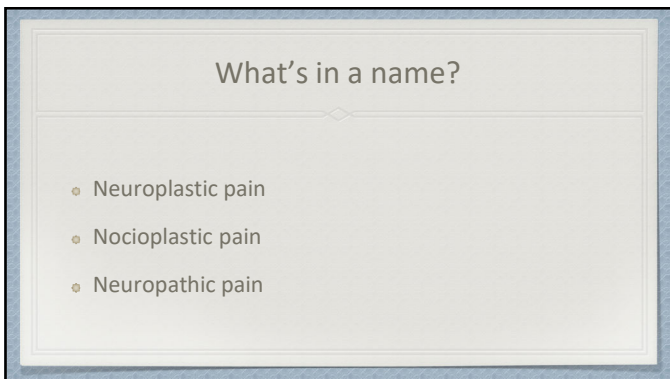 What’s in a name?
Neuroplastic pain
Nocioplastic pain
Neuropathic pain